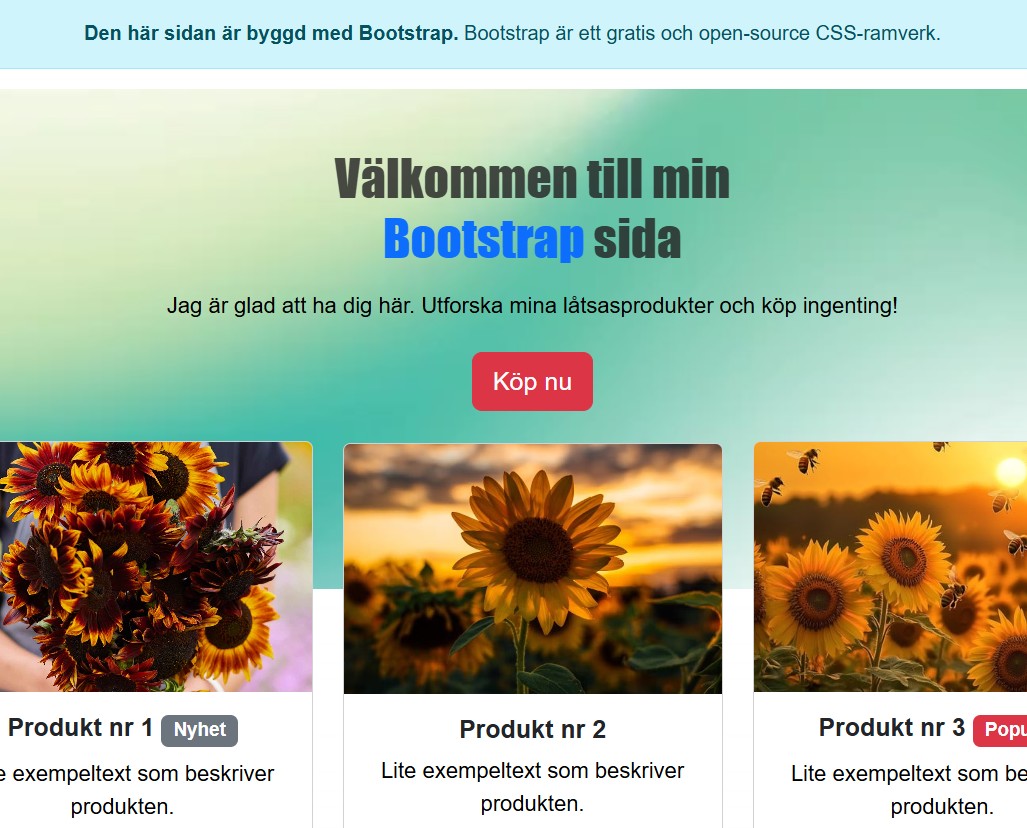 Den här sidan är byggd med Bootstrap. Bootstrap är ett gratis och open-source CSS-ramverk.
Välkommen till min
Bootstrap sida
Jag är glad att ha dig här. Utforska mina låtsasprodukter och köp ingenting!
Köp nu
Produkt nr 1 Nyhet
exempeltext som beskriver
produkten.
Produkt nr 2
Lite exempeltext som beskriver
produkten.
Produkt nr 3
Lite exempeltext som
produkten.